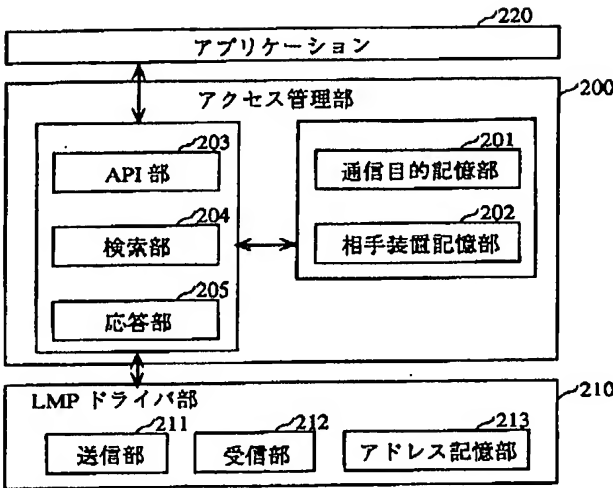 220
アプリケーション
200
アクセス管理部
203
API 部
201
通信目的記憶部
204
検索部
202
相手装置記憶部
205
応答部
210
LMP ドライバ部
211
送信部
212
受信部
213
アドレス記憶部